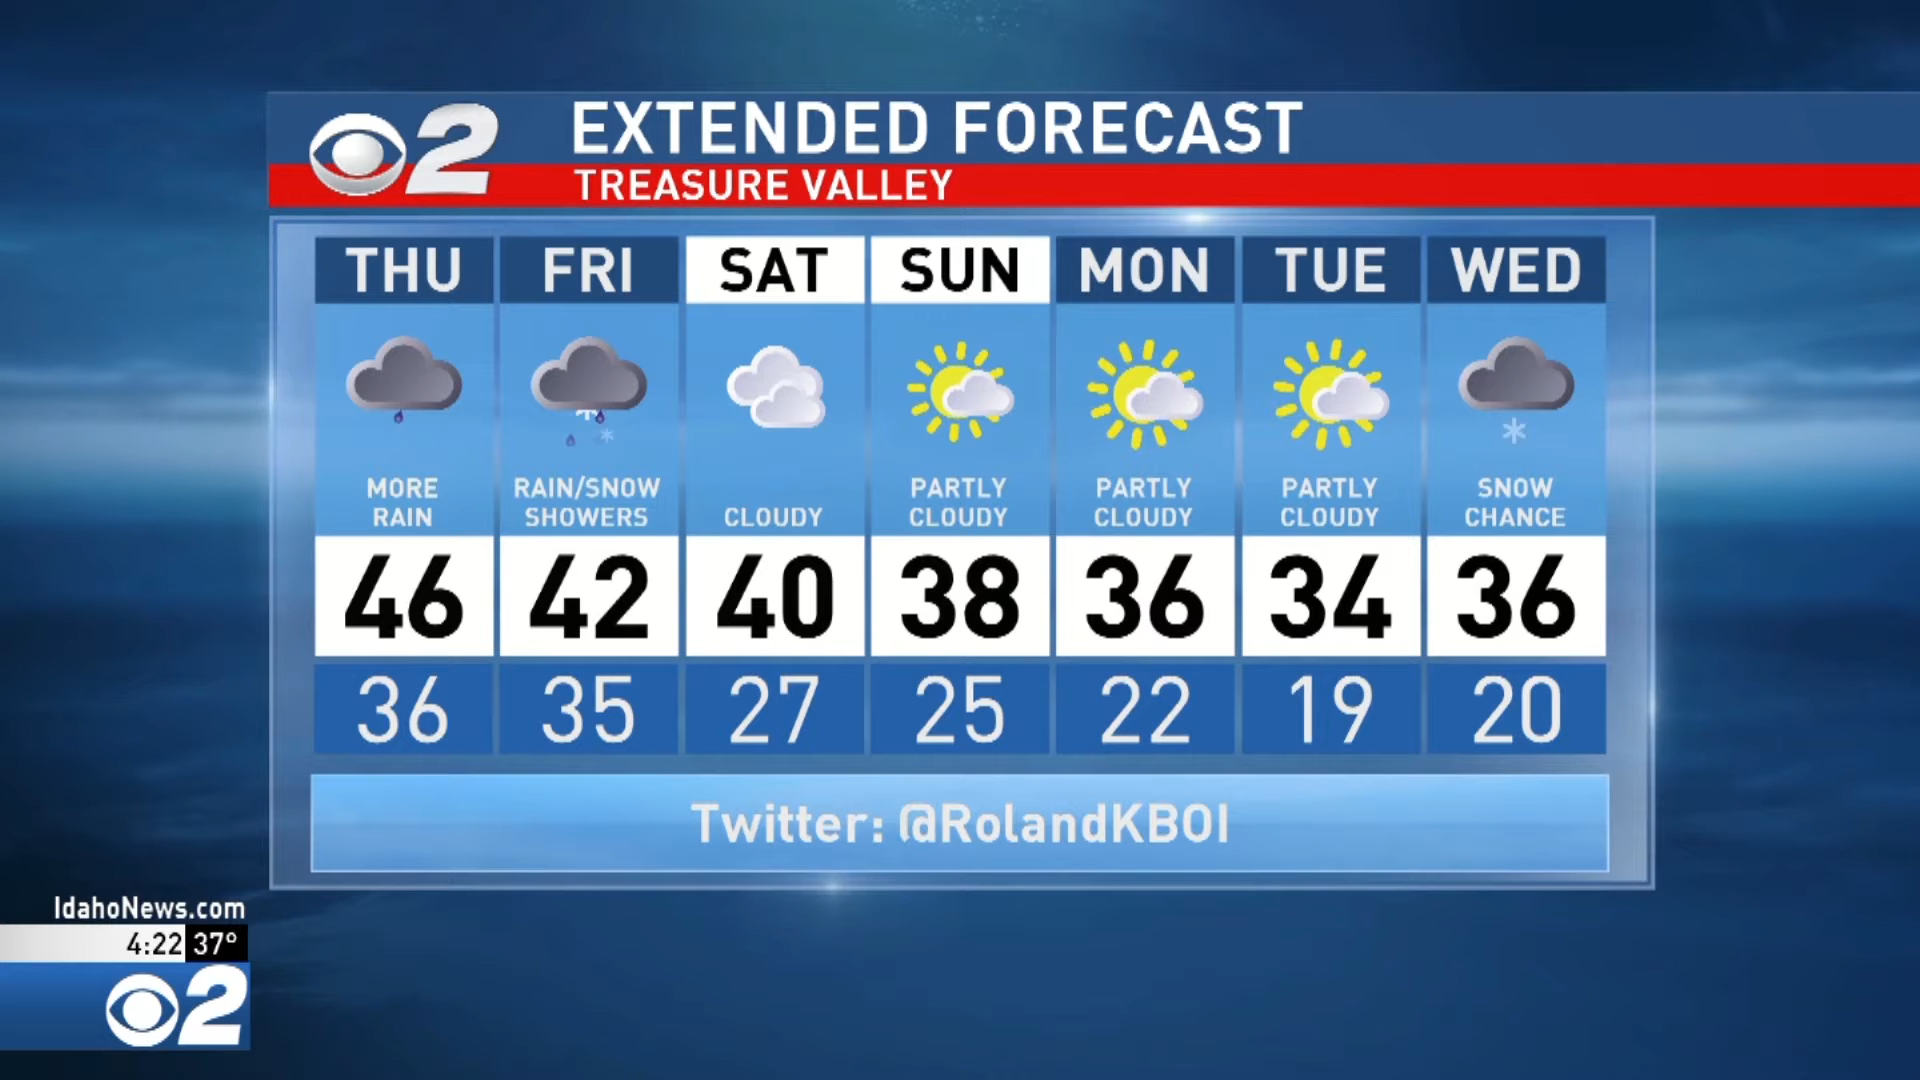 2 EXTENDED FORECAST
TREASURE VALLEY
THU FRI SAT SUN MON TUE WED
MORE RAIN
RAIN/SNOW SHOWERS
CLOUDY
PARTLY CLOUDY
PARTLY CLOUDY
PARTLY CLOUDY
SNOW CHANCE
46 42 40 38 36 34 36
36 35 27 25 22 19 20
Twitter: @RolandKBOI
IdahoNews.com
4:22 37°
2